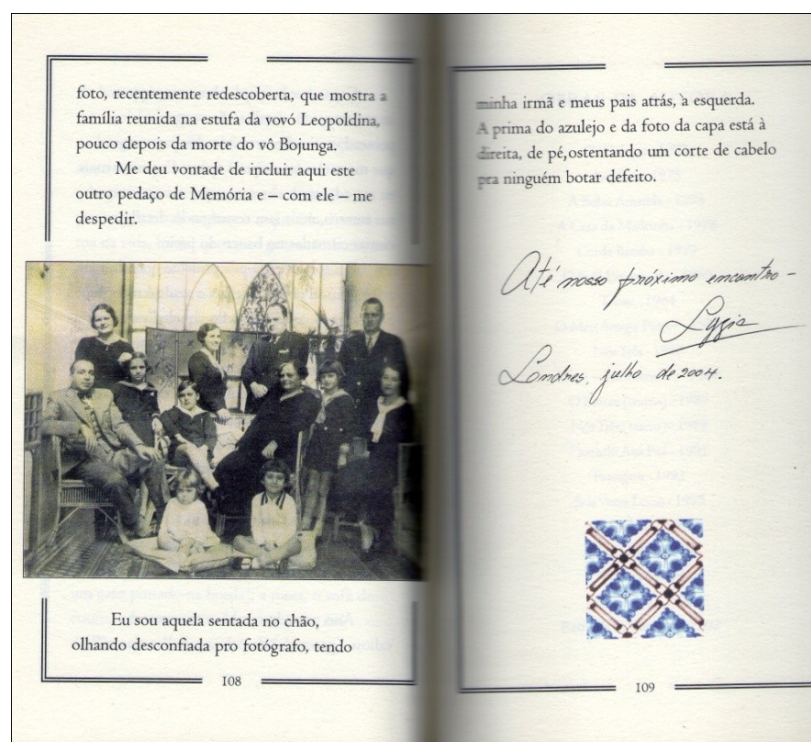 foto, recentemente redescoberta, que mostra a
família reunida na estufa da vovó Leopoldina,
pouco depois da morte do vô Bojunga.
Me deu vontade de incluir aqui este
outro pedaço de Memória e – com ele – me
despedir.
Eu sou aquela sentada no chão,
olhando desconfiada pro fotógrafo, tendo
108
minha irmã e meus pais atrás, à esquerda.
A prima do azulejo e da foto da capa está à
direita, de pé, ostentando um corte de cabelo
pra ninguém botar defeito.
Até nosso próximo encontro –
Lygia
Londres, julho de 2004.
109